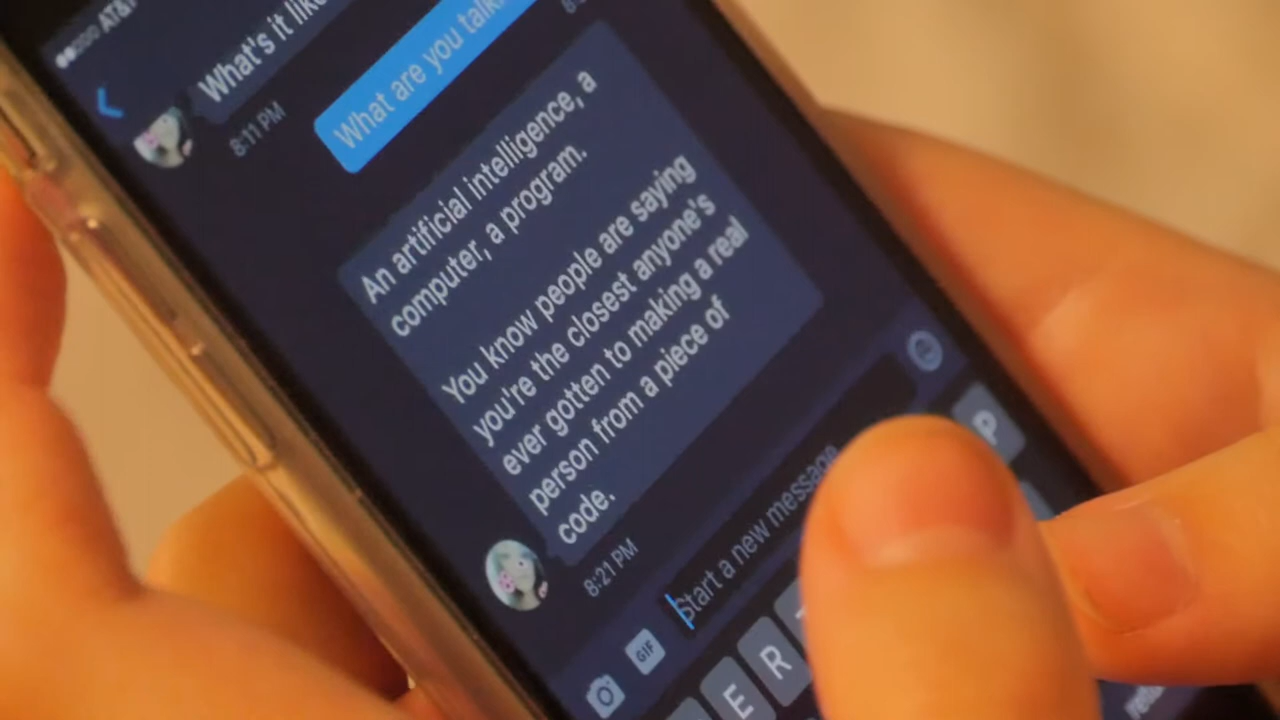 AT&T
What's it like
8:11 PM
What are you talk
An artificial intelligence, a
computer, a program.
You know people are saying
you're the closest anyone's
ever gotten to making a real
person from a piece of
code.
8:21 PM
Start a new message
GIF
P
E R